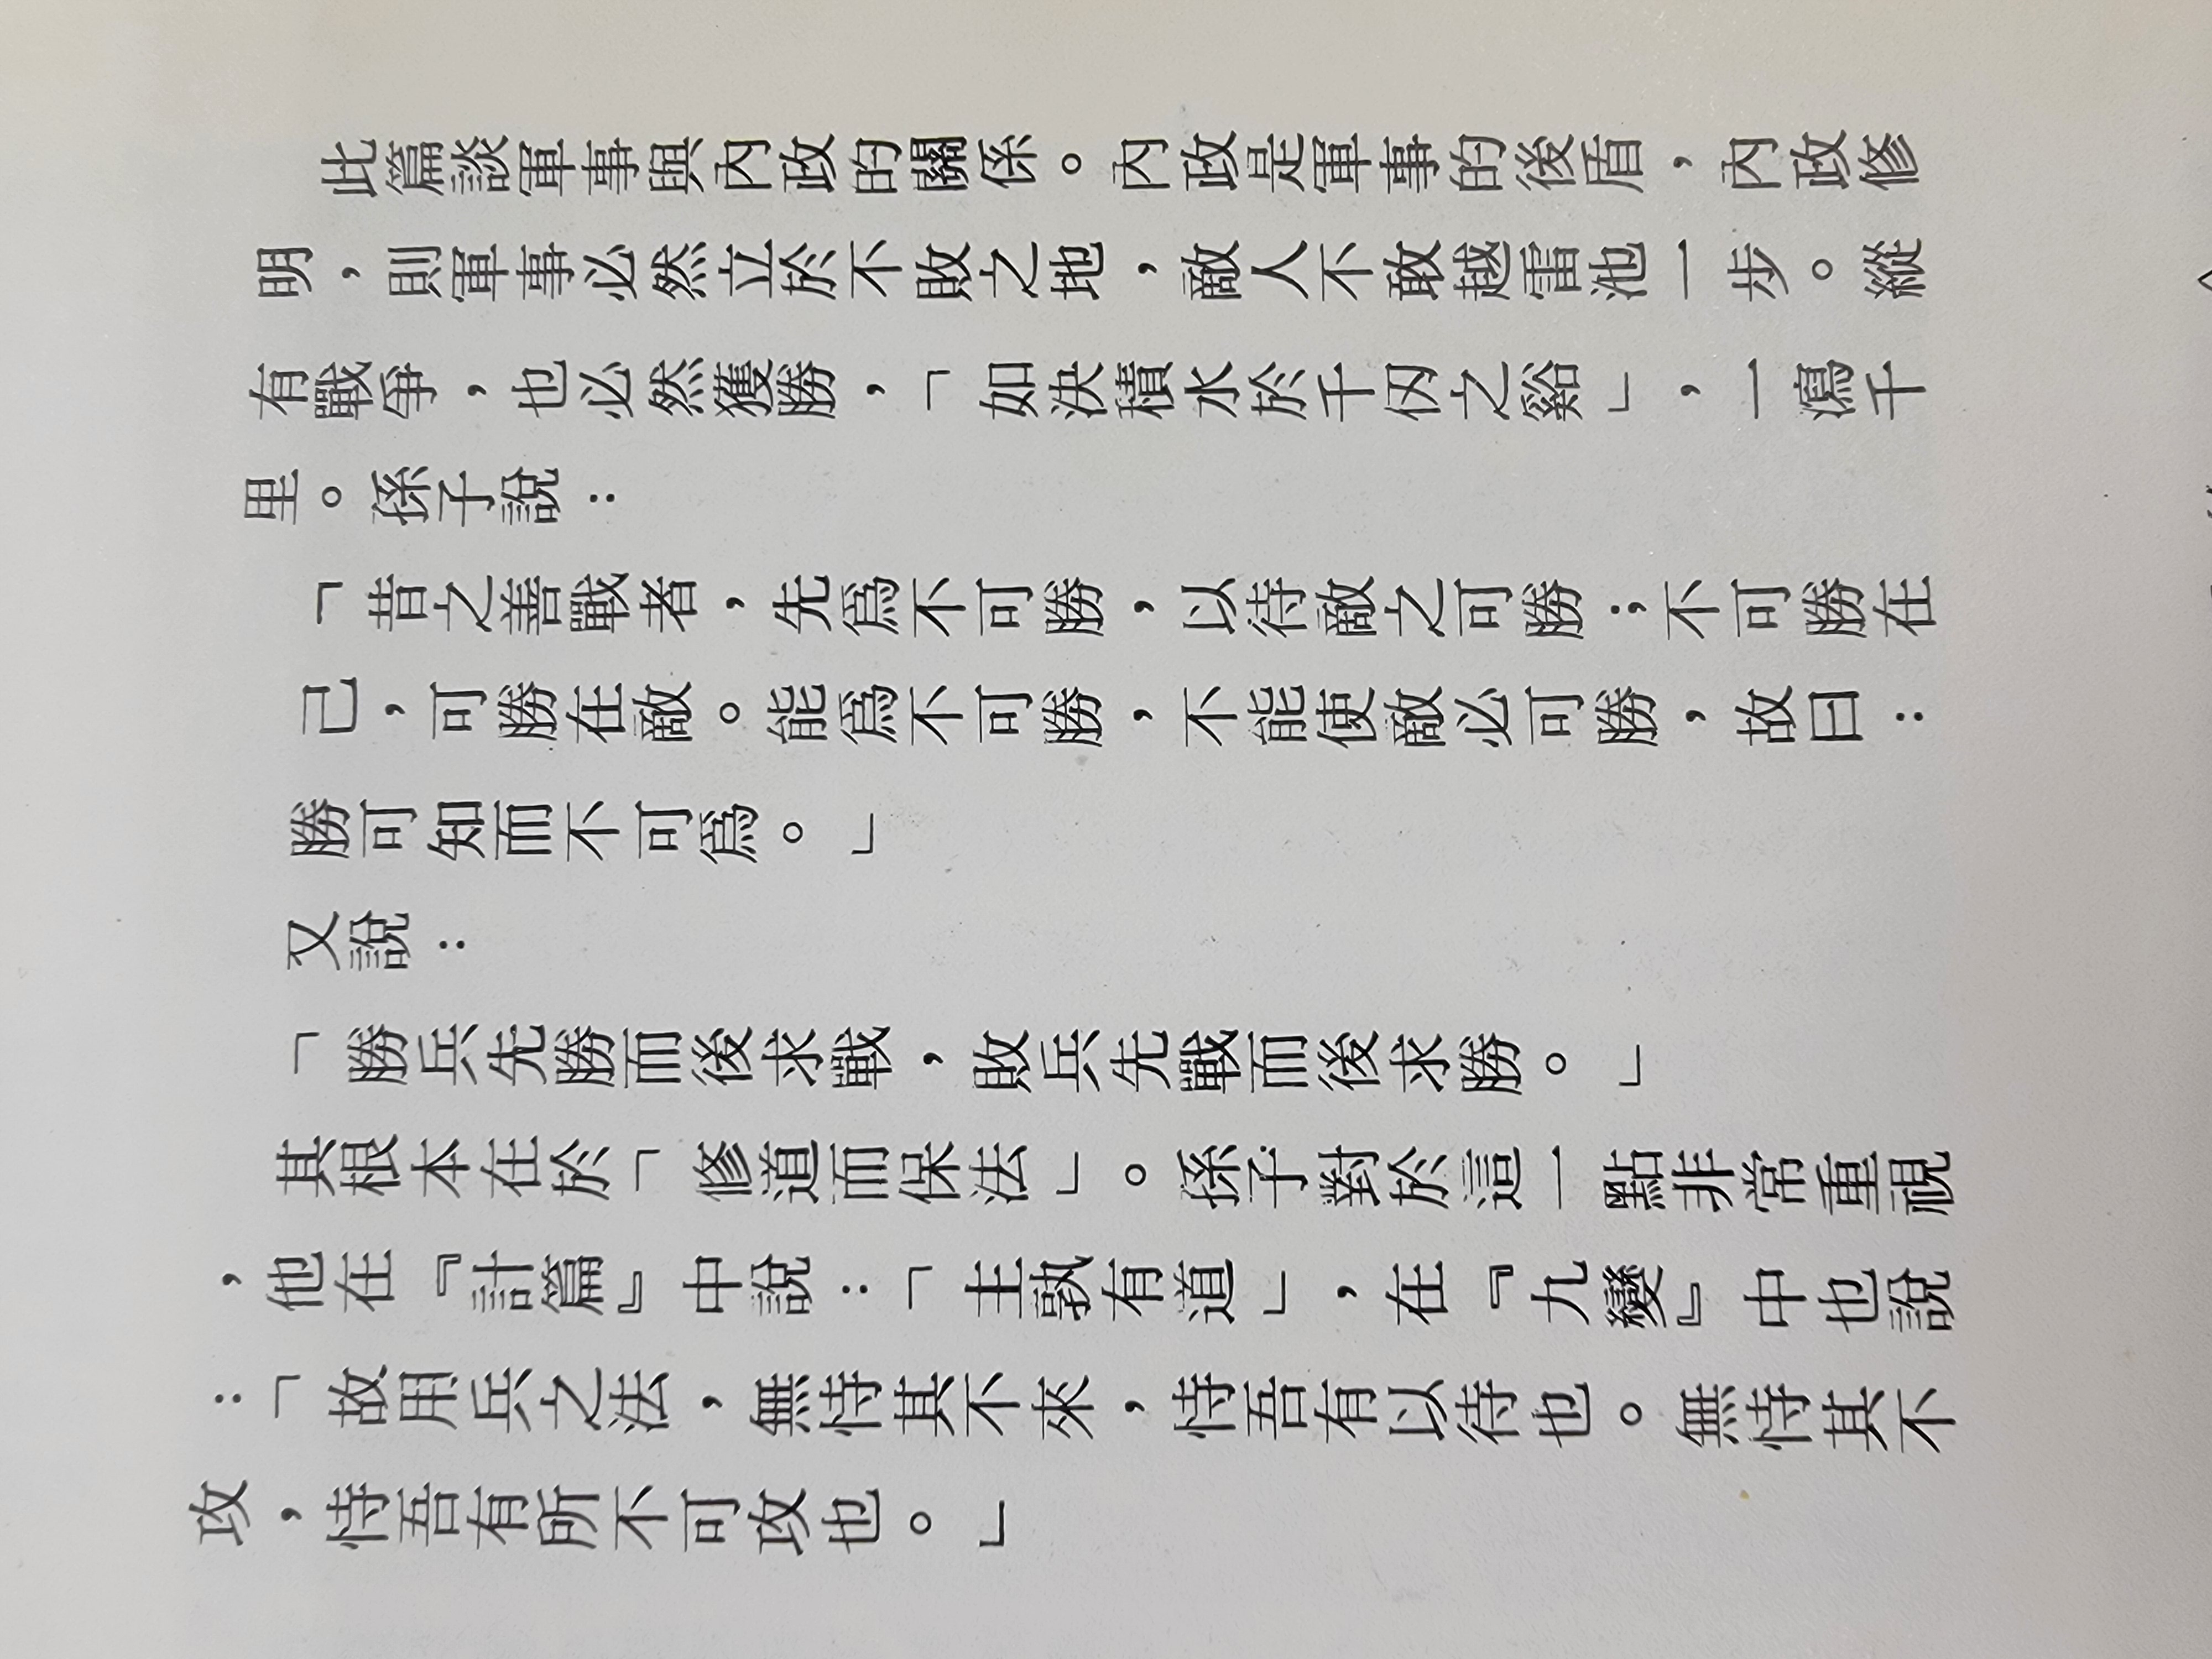 此篇談軍事與內政的關係。內政是軍事的後盾，內政修
明，則軍事必然立於不敗之地，敵人不敢越雷池一步。縱
有戰爭，也必然獲勝，「如決積水於千仞之谿」，一瀉千
里。孫子說：
「昔之善戰者，先爲不可勝，以待敵之可勝；不可勝在
己，可勝在敵。能爲不可勝，不能使敵必可勝，故曰：
勝可知而不可爲。」
又說：
「勝兵先勝而後求戰，敗兵先戰而後求勝。」
其根本在於「修道而保法」。孫子對於這一點非常重視
，他在『計篇』中說：「主孰有道」，在『九變』中也說
：「故用兵之法，無恃其不來，恃吾有以待也。無恃其不
攻，恃吾有所不可攻也。」